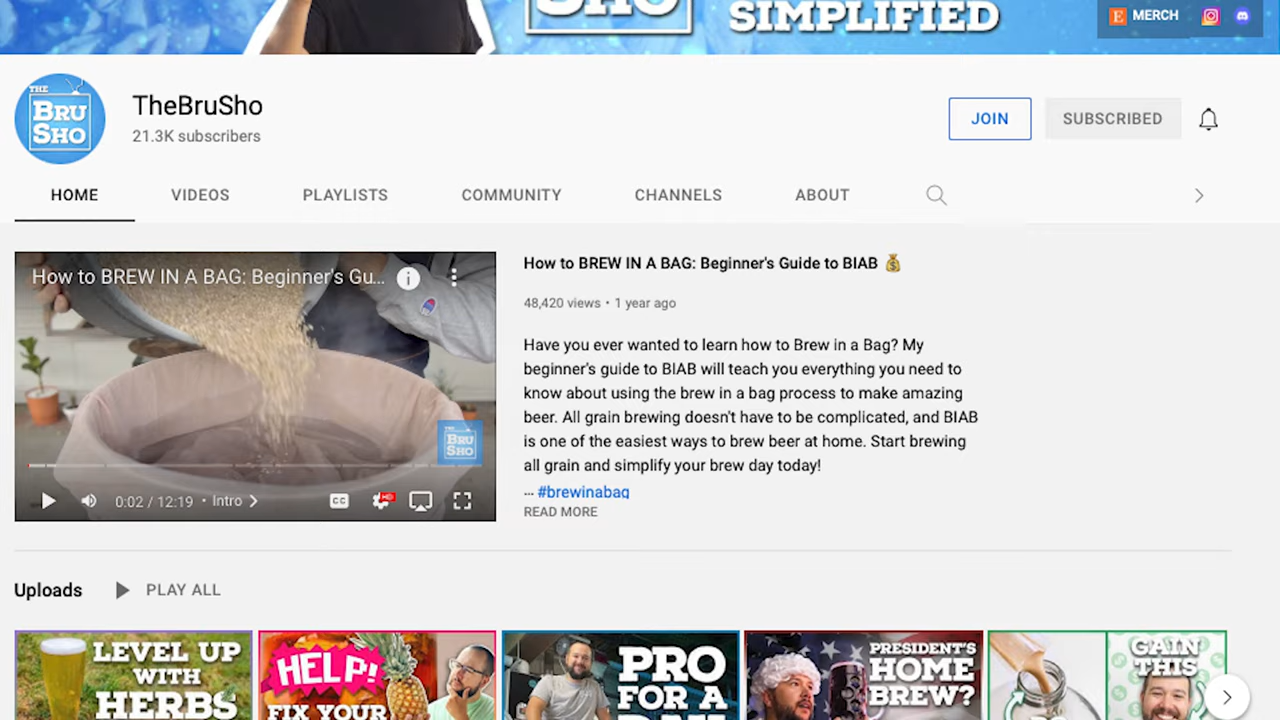 SHO
SIMPLIFIED
MERCH
THE
BRU
SHO
TheBruSho
21.3K subscribers
JOIN
SUBSCRIBED
HOME
VIDEOS
PLAYLISTS
COMMUNITY
CHANNELS
ABOUT
How to BREW IN A BAG: Beginner's Gu...
THE
BRU
SHO
0:02 / 12:19 • Intro
CC
HD
How to BREW IN A BAG: Beginner's Guide to BIAB 💰
48,420 views • 1 year ago
Have you ever wanted to learn how to Brew in a Bag? My
beginner's guide to BIAB will teach you everything you need to
know about using the brew in a bag process to make amazing
beer. All grain brewing doesn't have to be complicated, and BIAB
is one of the easiest ways to brew beer at home. Start brewing
all grain and simplify your brew day today!
... #brewinabag
READ MORE
Uploads
PLAY ALL
LEVEL UP
WITH
HERBS
HELP!
FIX YOUR
PRO
FOR A
PRESIDENT'S
HOME
BREW?
GAIN
THIS